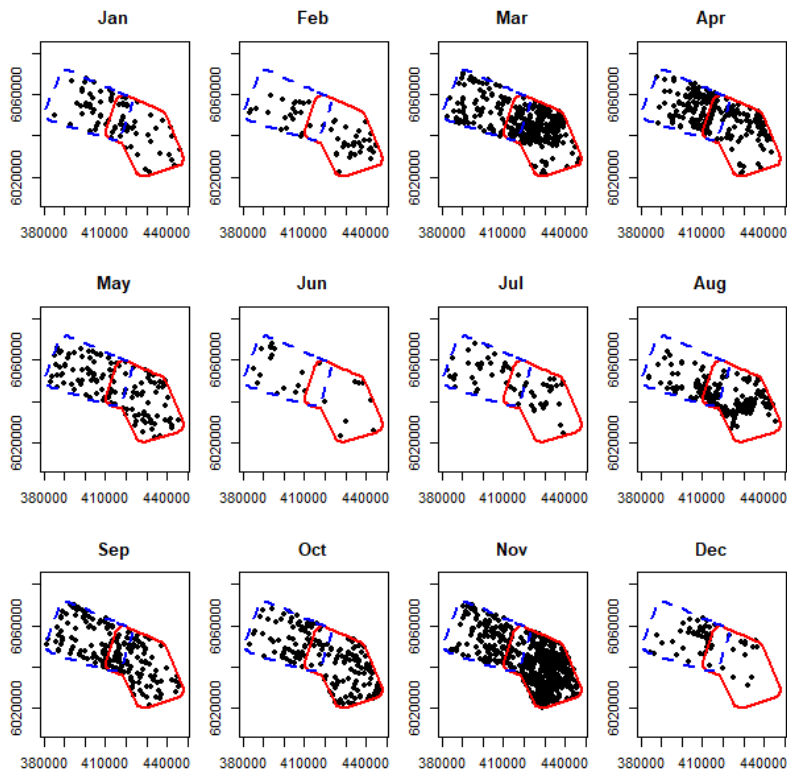 Jan Feb Mar Apr
6020000 6060000 6020000 6060000 6020000 6060000 6020000 6060000
380000 410000 440000 380000 410000 440000 380000 410000 440000 380000 410000 440000
May Jun Jul Aug
6020000 6060000 6020000 6060000 6020000 6060000 6020000 6060000
380000 410000 440000 380000 410000 440000 380000 410000 440000 380000 410000 440000
Sep Oct Nov Dec
6020000 6060000 6020000 6060000 6020000 6060000 6020000 6060000
380000 410000 440000 380000 410000 440000 380000 410000 440000 380000 410000 440000